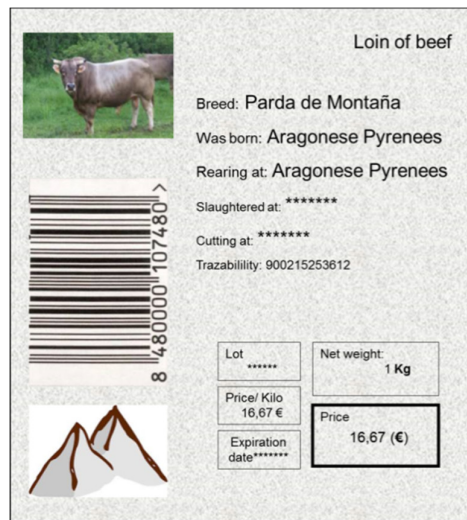 Loin of beef
Breed: Parda de Montaña
Was born: Aragonese Pyrenees
Rearing at: Aragonese Pyrenees
Slaughtered at: *******
Cutting at: *******
Trazabilility: 900215253612
8 480000 107480 >
Lot
******
Net weight:
1 Kg
Price/ Kilo
16,67 €
Expiration
date*******
Price
16,67 (€)